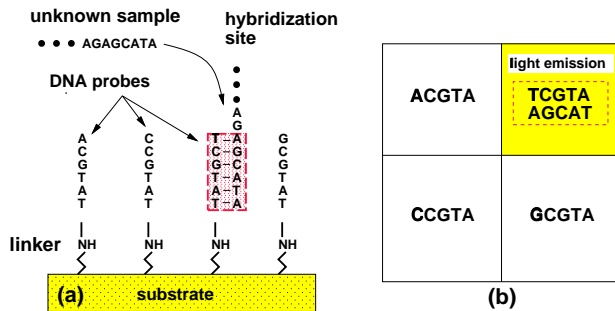 unknown sample
AGAGCATA
hybridization
site
DNA probes
A
G
A C T–A G
C C C–G C
G G G–C G
T T T–A T
A A A–T A
T T T–A T
linker
NH NH NH NH
(a) substrate
ACGTA
light emission
TCGTA
AGCAT
CCGTA
GCGTA
(b)